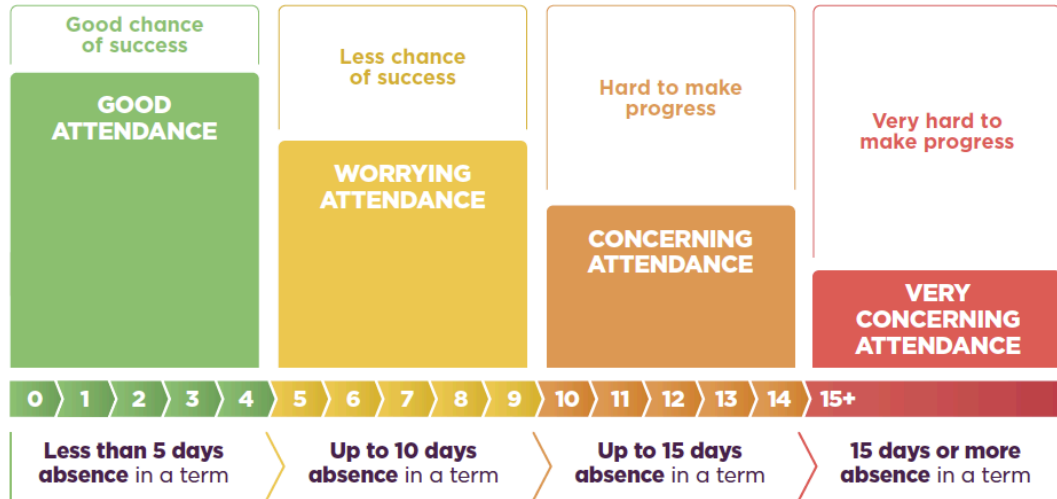 Good chance
of success
GOOD
ATTENDANCE
Less chance
of success
WORRYING
ATTENDANCE
Hard to make
progress
CONCERNING
ATTENDANCE
Very hard to
make progress
VERY
CONCERNING
ATTENDANCE
0 1 2 3 4 5 6 7 8 9 10 11 12 13 14 15+
Less than 5 days
absence in a term
Up to 10 days
absence in a term
Up to 15 days
absence in a term
15 days or more
absence in a term